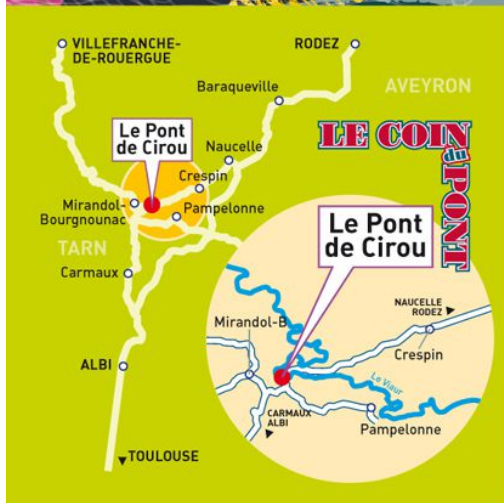 VILLEFRANCHE-
DE-ROUERGUE
RODEZ
Baraqueville
AVEYRON
Le Pont
de Cirou
LE COIN
du
PONT
Naucelle
Crespin
Mirandol-
Bourgnounac
Pampelonne
TARN
Carmaux
ALBI
TOULOUSE
Le Pont
de Cirou
NAUCELLE
RODEZ
Mirandol-B
Crespin
Le Viaur
CARMAUX
ALBI
Pampelonne